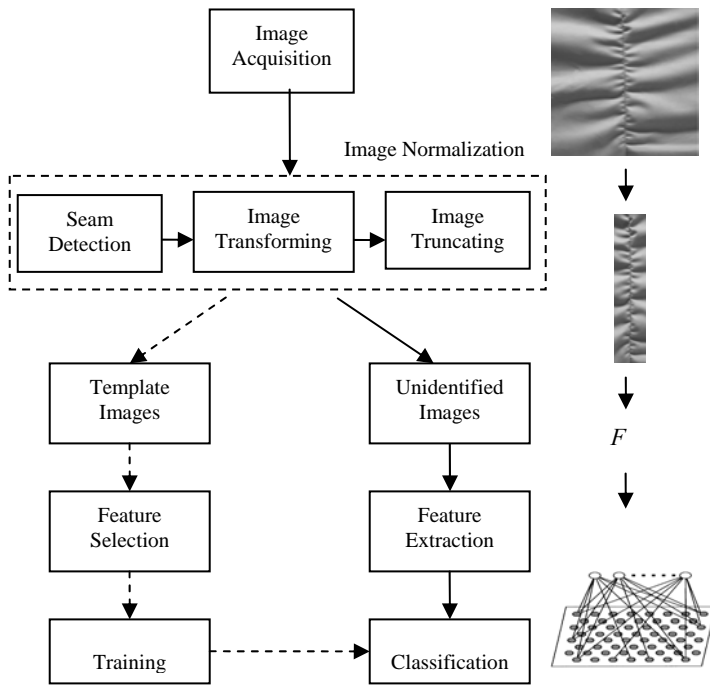 Image
Acquisition
Image Normalization
Seam
Detection
Image
Transforming
Image
Truncating
Template
Images
Unidentified
Images
F
Feature
Selection
Feature
Extraction
Training
Classification